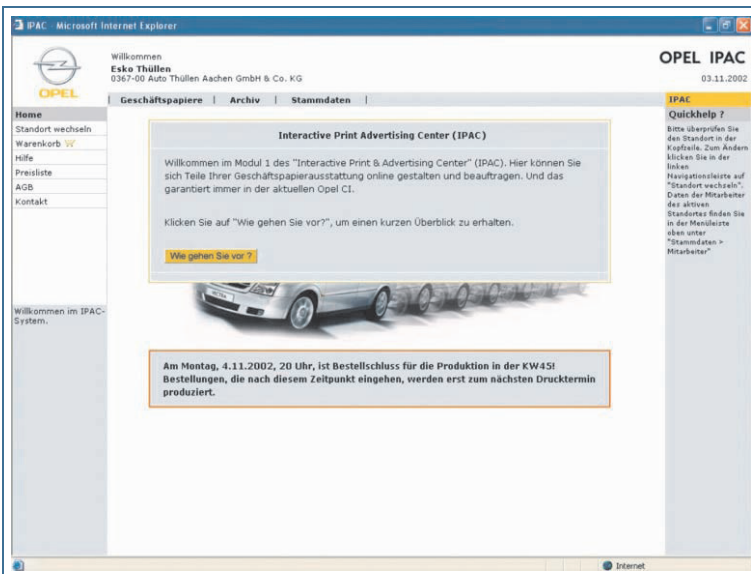 IPAC - Microsoft Internet Explorer
OPEL
Willkommen
Esko Thüllen
0367-00 Auto Thüllen Aachen GmbH & Co. KG
OPEL IPAC
03.11.2002
| Geschäftspapiere | Archiv | Stammdaten |
IPAC
Home
Standort wechseln
Warenkorb
Hilfe
Preisliste
AGB
Kontakt
Willkommen im IPAC-
System.
Interactive Print Advertising Center (IPAC)
Willkommen im Modul 1 des "Interactive Print & Advertising Center" (IPAC). Hier können Sie
sich Teile Ihrer Geschäftspapierausstattung online gestalten und beauftragen. Und das
garantiert immer in der aktuellen Opel CI.
Klicken Sie auf "Wie gehen Sie vor?", um einen kurzen Überblick zu erhalten.
Wie gehen Sie vor ?
Am Montag, 4.11.2002, 20 Uhr, ist Bestellschluss für die Produktion in der KW45!
Bestellungen, die nach diesem Zeitpunkt eingehen, werden erst zum nächsten Drucktermin
produziert.
Quickhelp ?
Bitte überprüfen Sie
den Standort in der
Kopfzeile. Zum Ändern
klicken Sie in der
linken
Navigationsleiste auf
"Standort wechseln".
Daten der Mitarbeiter
des aktiven
Standortes finden Sie
in der Menüleiste
oben unter
"Stammdaten >
Mitarbeiter"
Internet